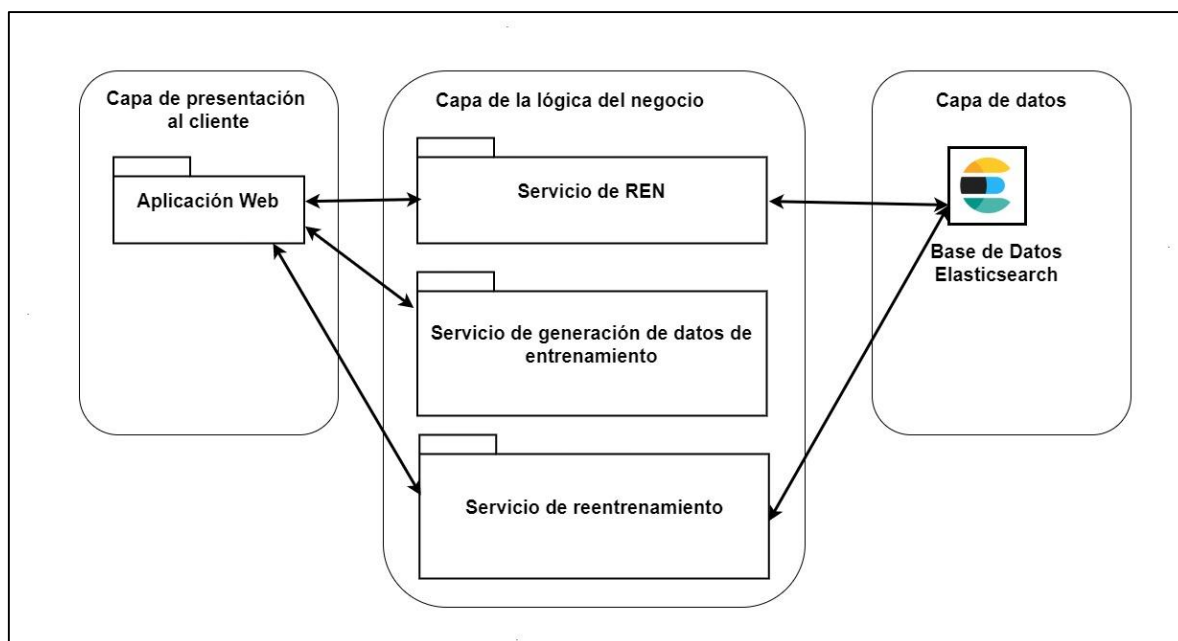 Capa de presentación
al cliente
Aplicación Web
Capa de la lógica del negocio
Servicio de REN
Servicio de generación de datos de
entrenamiento
Servicio de reentrenamiento
Capa de datos
Base de Datos
Elasticsearch